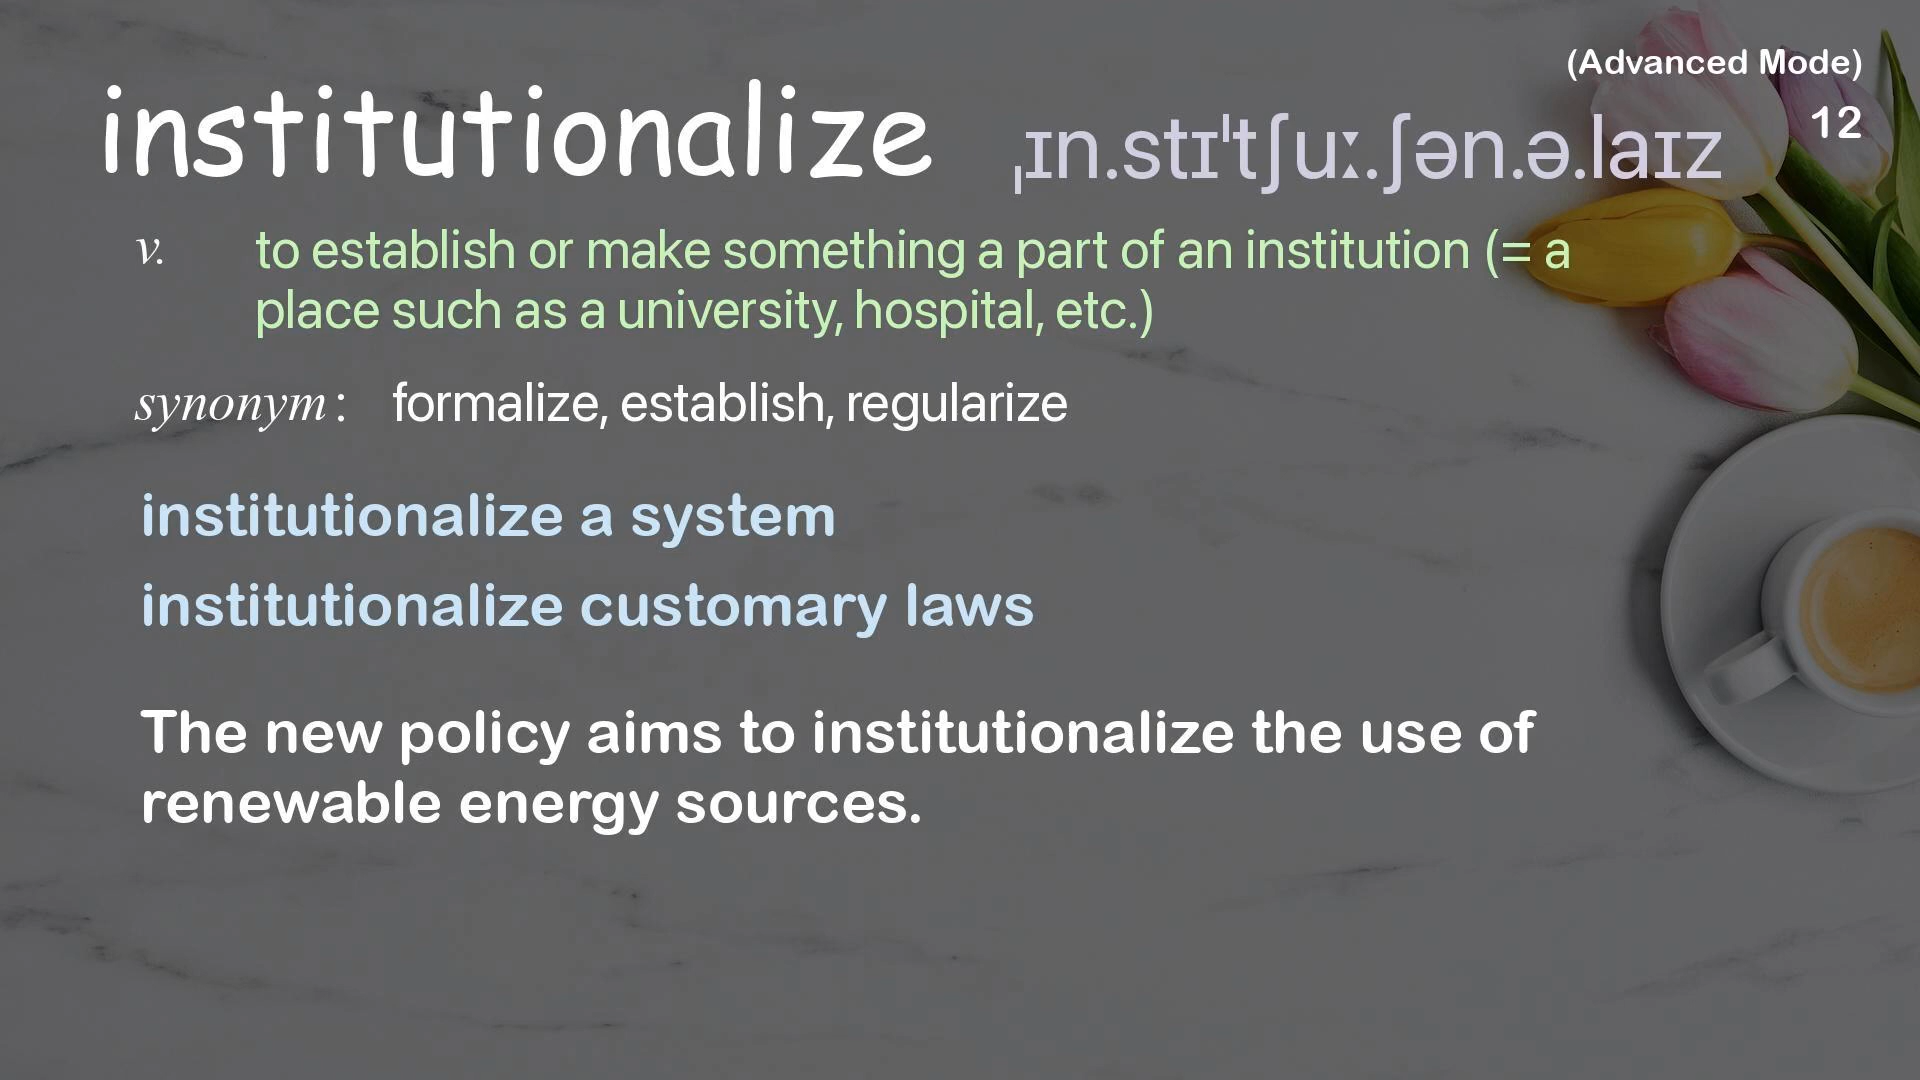 (Advanced Mode)
12
institutionalize ˌɪn.stɪˈtʃuː.ʃən.ə.laɪz
v. to establish or make something a part of an institution (= a
place such as a university, hospital, etc.)
synonym : formalize, establish, regularize
institutionalize a system
institutionalize customary laws
The new policy aims to institutionalize the use of
renewable energy sources.